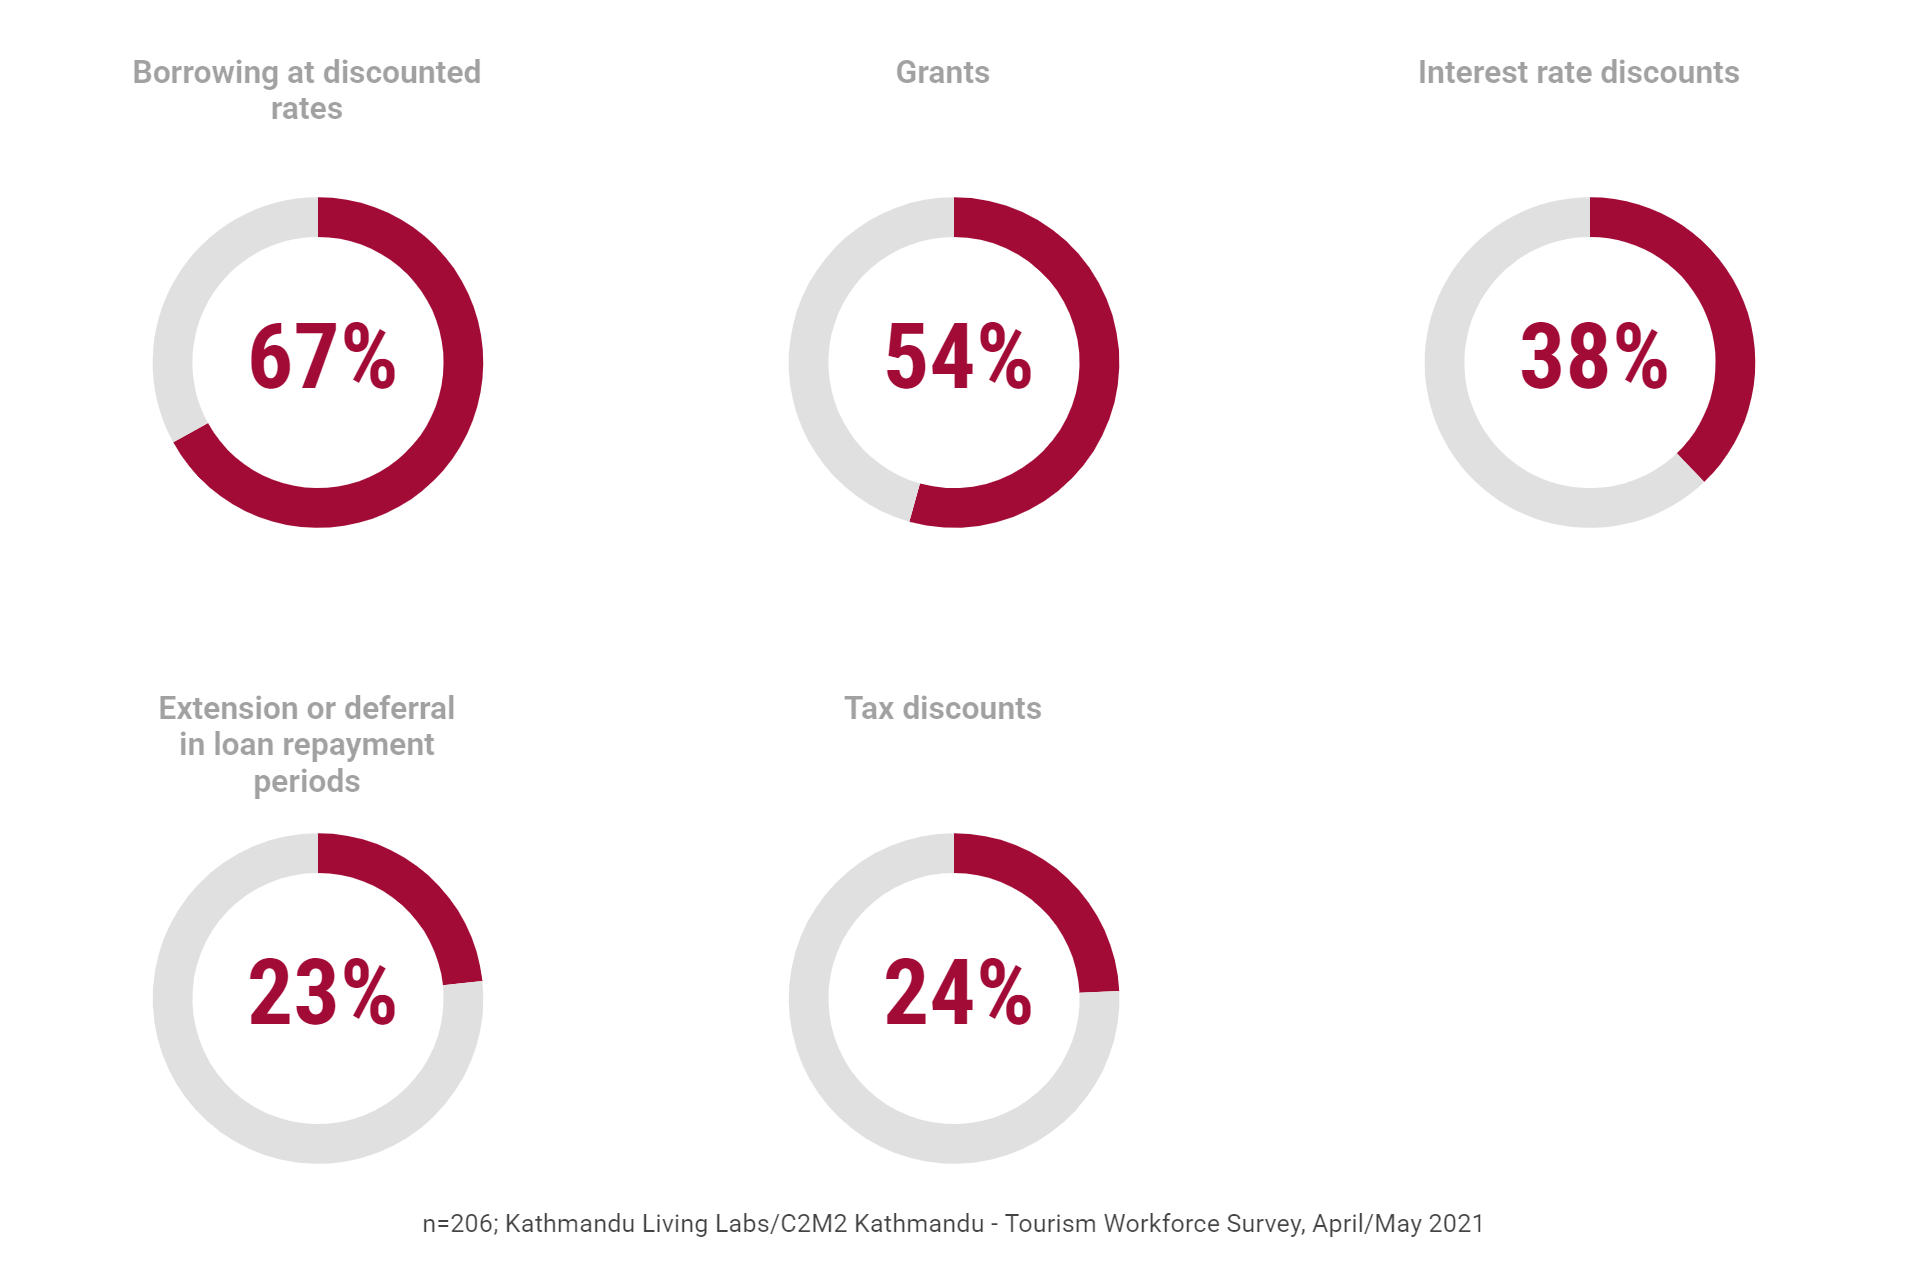 Borrowing at discounted
rates
67%
Grants
54%
Interest rate discounts
38%
Extension or deferral
in loan repayment
periods
23%
Tax discounts
24%
n=206; Kathmandu Living Labs/C2M2 Kathmandu - Tourism Workforce Survey, April/May 2021